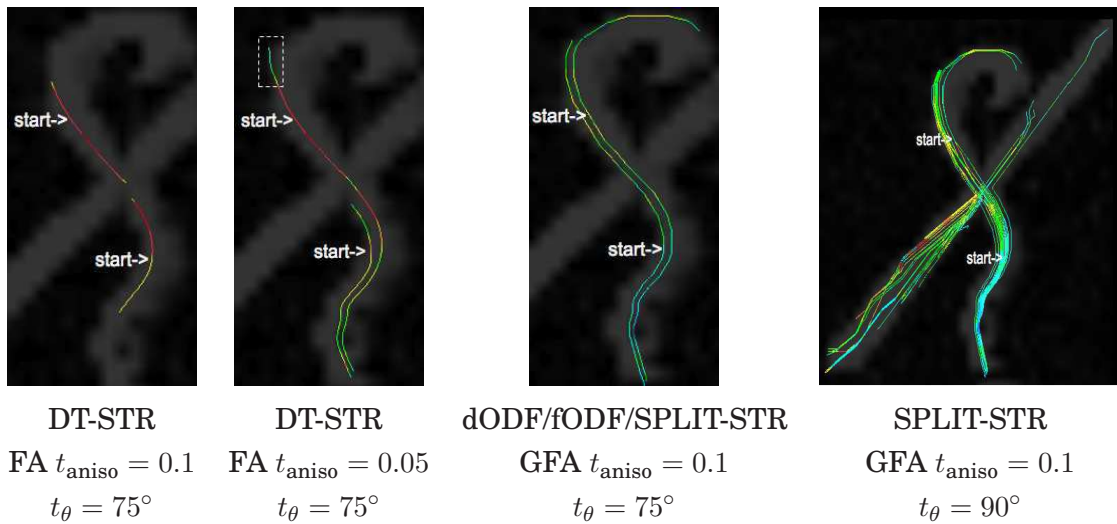 start->
start->
start->
start->
start->
start->
start->
start->
DT-STR
FA t_aniso = 0.1
t_θ = 75°
DT-STR
FA t_aniso = 0.05
t_θ = 75°
dODF/fODF/SPLIT-STR
GFA t_aniso = 0.1
t_θ = 75°
SPLIT-STR
GFA t_aniso = 0.1
t_θ = 90°